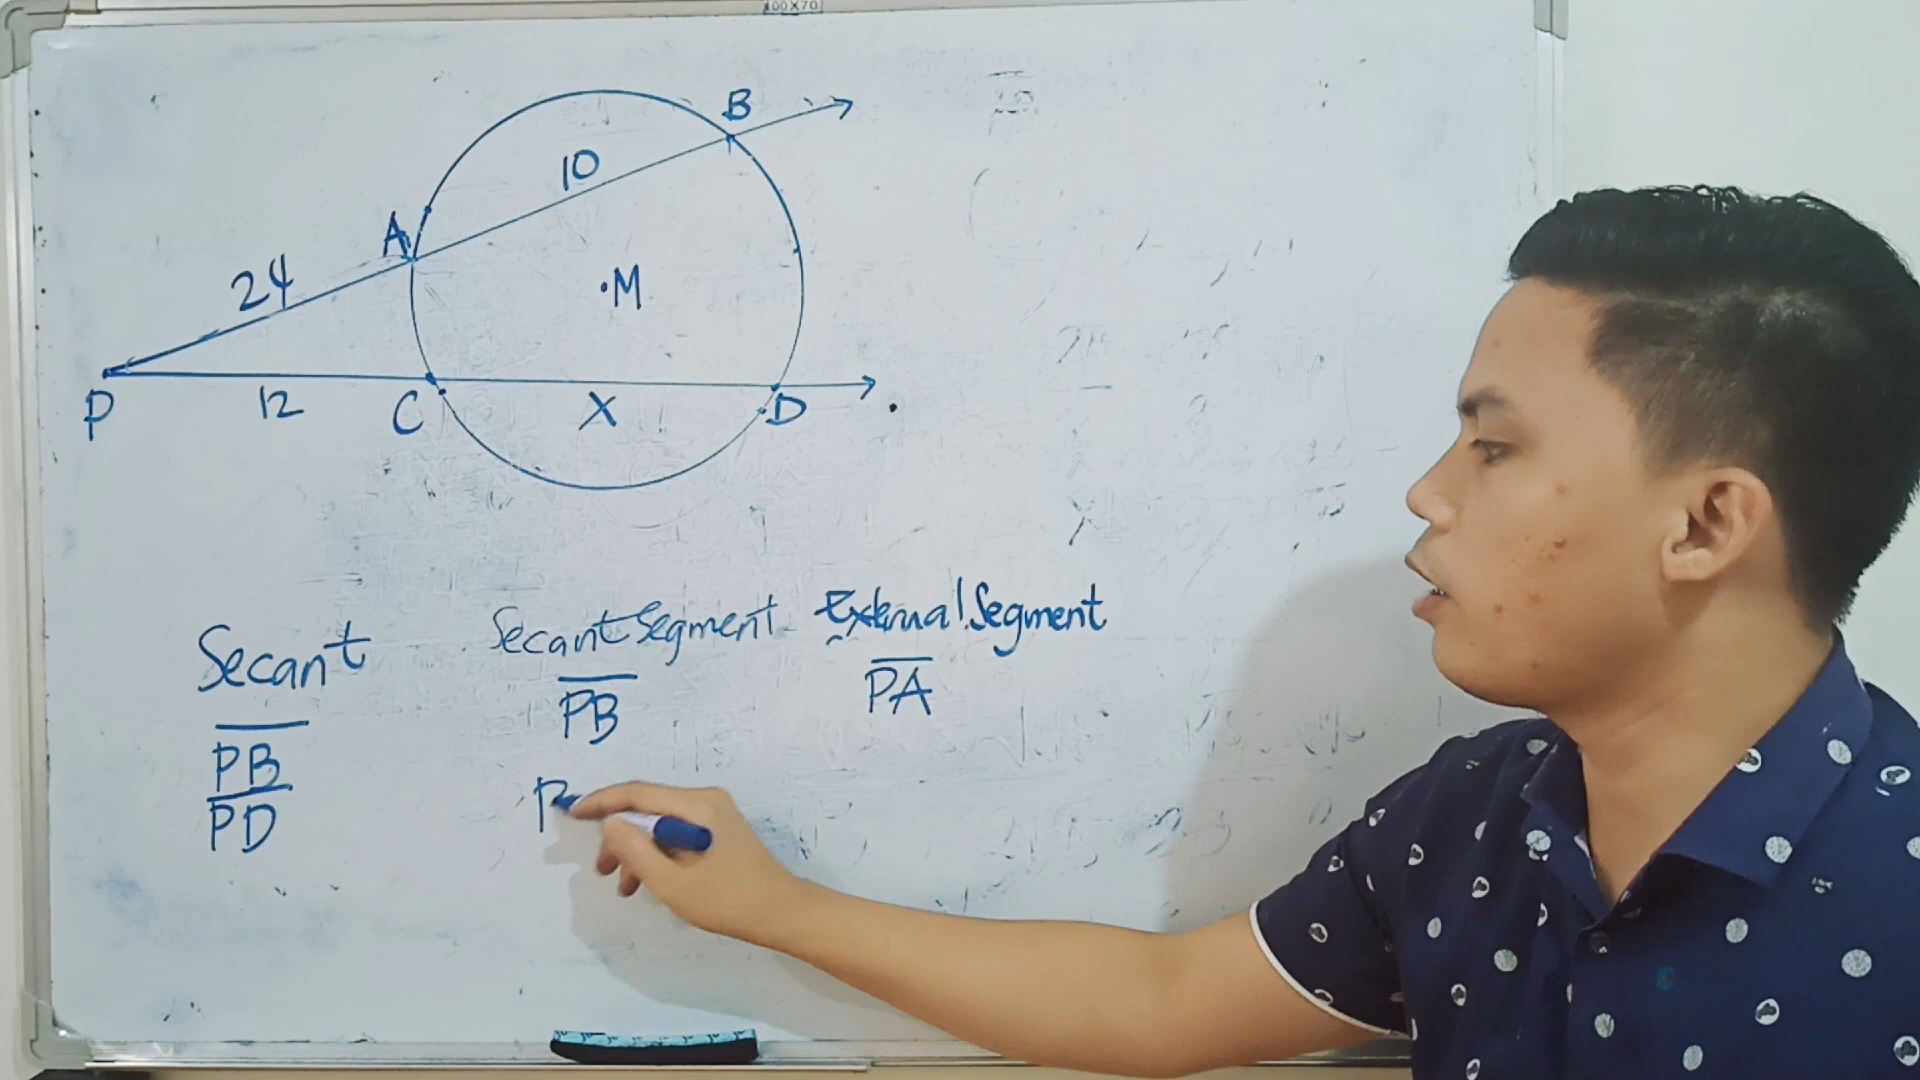 100X70
B
10
A
24
.M
P
12
C
X
D
Secant
Secant Segment
External Segment
PB
PB
PA
PD
P